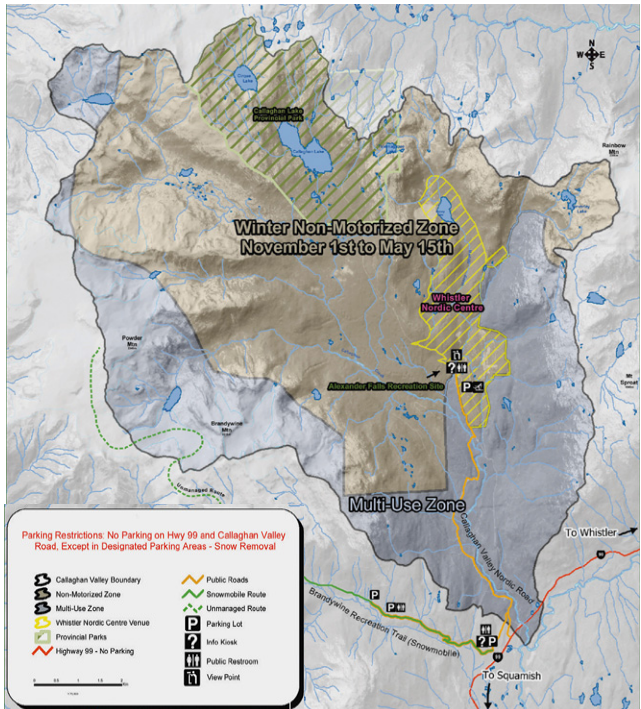 N
W E
S
Rainbow
Mtn
Callaghan Lake
Provincial Park
Callaghan Lake
Winter Non-Motorized Zone
November 1st to May 15th
Whistler
Nordic Centre
Powder
Mtn
Mt
Sproat
?
Alexander Falls Recreation Site
P
Brandywine
Mtn
Unmanaged Route
Multi-Use Zone
Callaghan Valley Nordic Road
To Whistler
99
P
P
Brandywine Recreation Trail (Snowmobile)
? P
99
To Squamish
Parking Restrictions: No Parking on Hwy 99 and Callaghan Valley
Road, Except in Designated Parking Areas - Snow Removal
Callaghan Valley Boundary
Non-Motorized Zone
Multi-Use Zone
Whistler Nordic Centre Venue
Provincial Parks
Highway 99 - No Parking
Public Roads
Snowmobile Route
Unmanaged Route
P Parking Lot
? Info Kiosk
Public Restroom
View Point